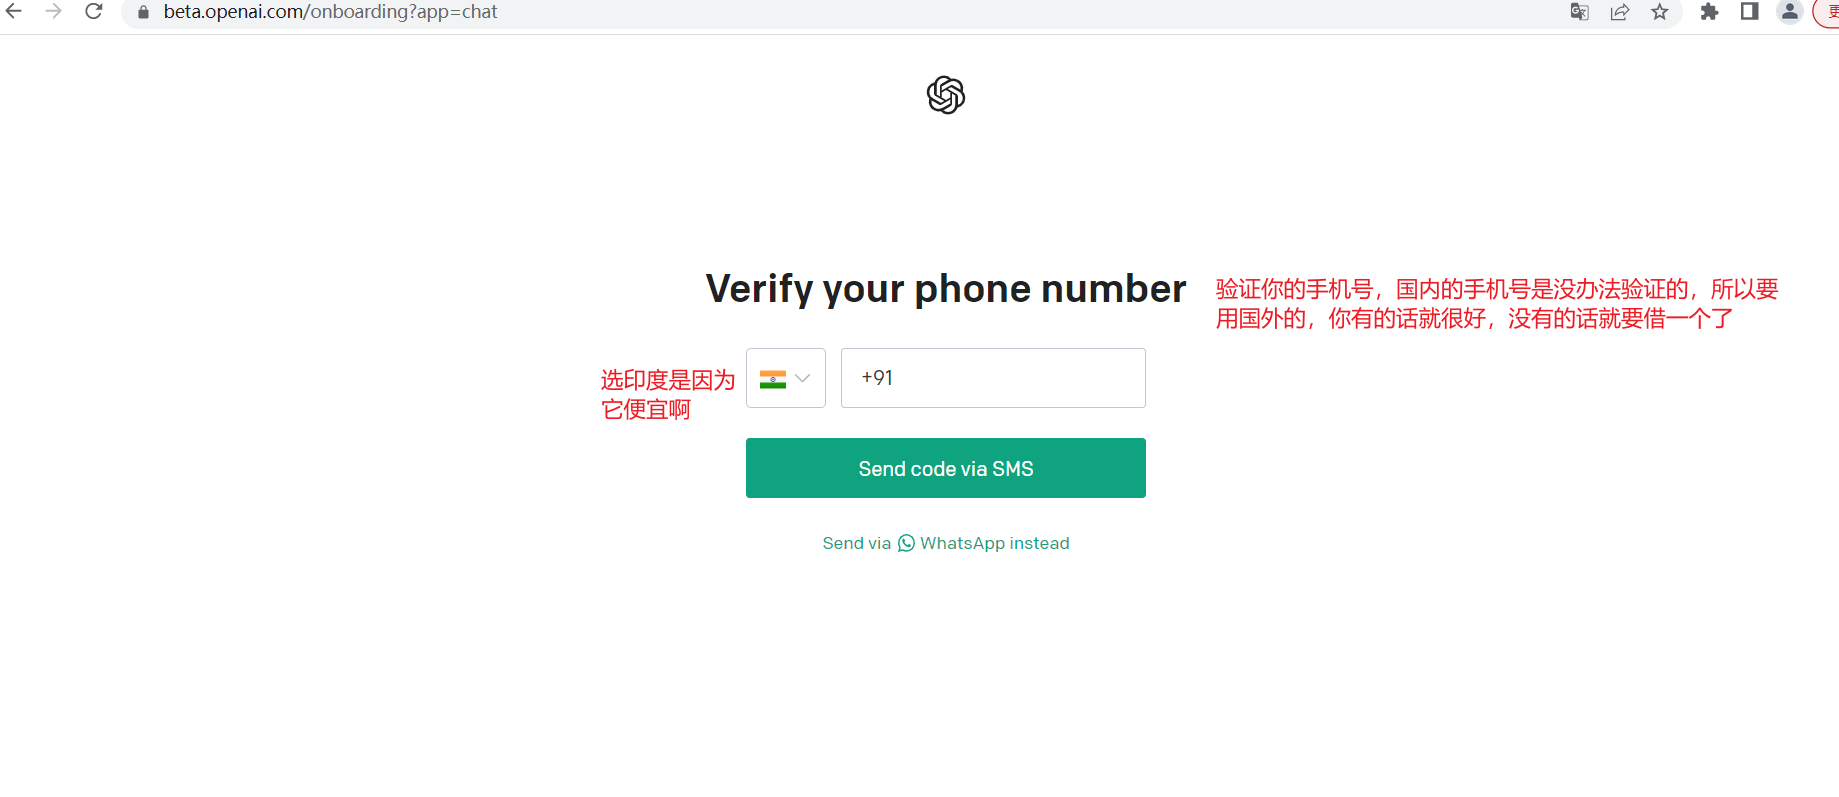 beta.openai.com/onboarding?app=chat
更
Verify your phone number
验证你的手机号，国内的手机号是没办法验证的，所以要
用国外的，你有的话就很好，没有的话就要借一个了
选印度是因为
它便宜啊
+91
Send code via SMS
Send via WhatsApp instead